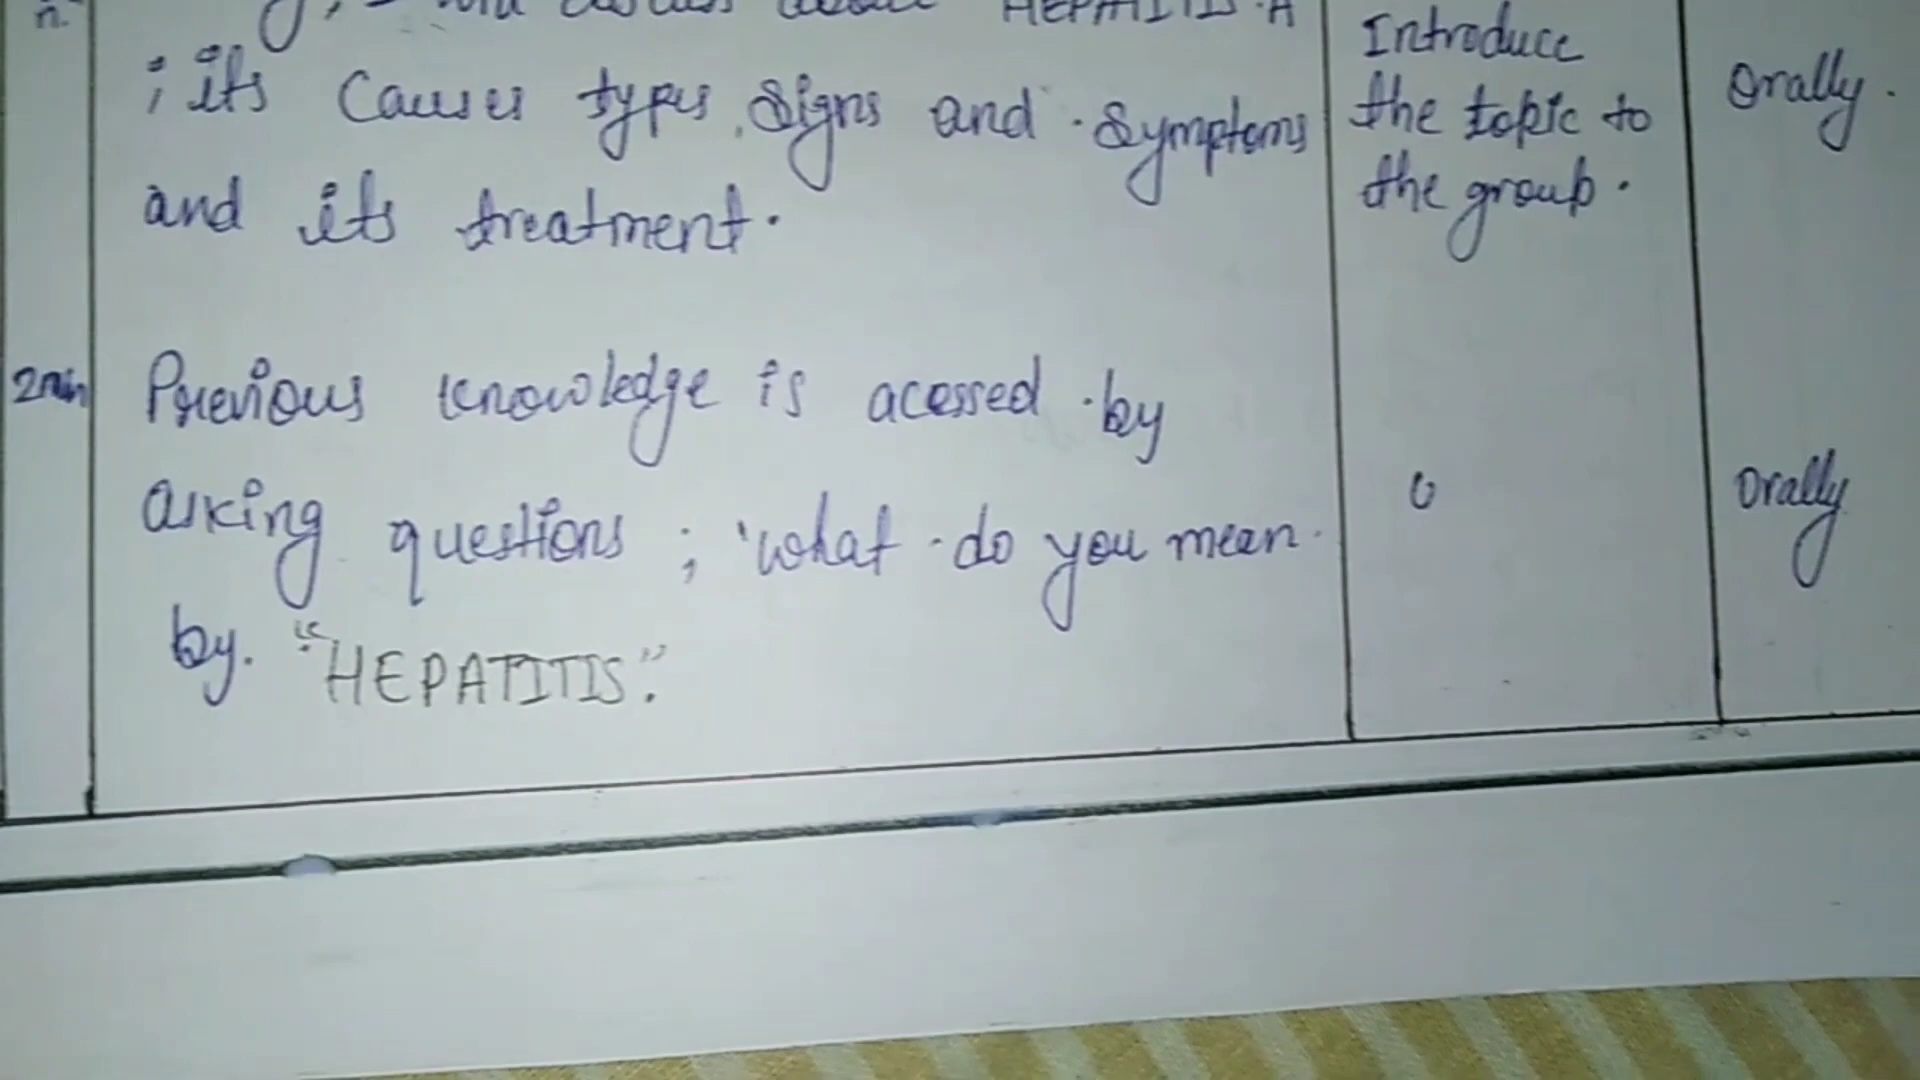 HEPATITIS A
; its Causes types, Signs and Symptoms
and its treatment.
Introduce
the topic to
the group.
Orally.
2min
Previous knowledge is acessed by
asking questions ; 'what do you mean
by. "HEPATITIS".
Orally